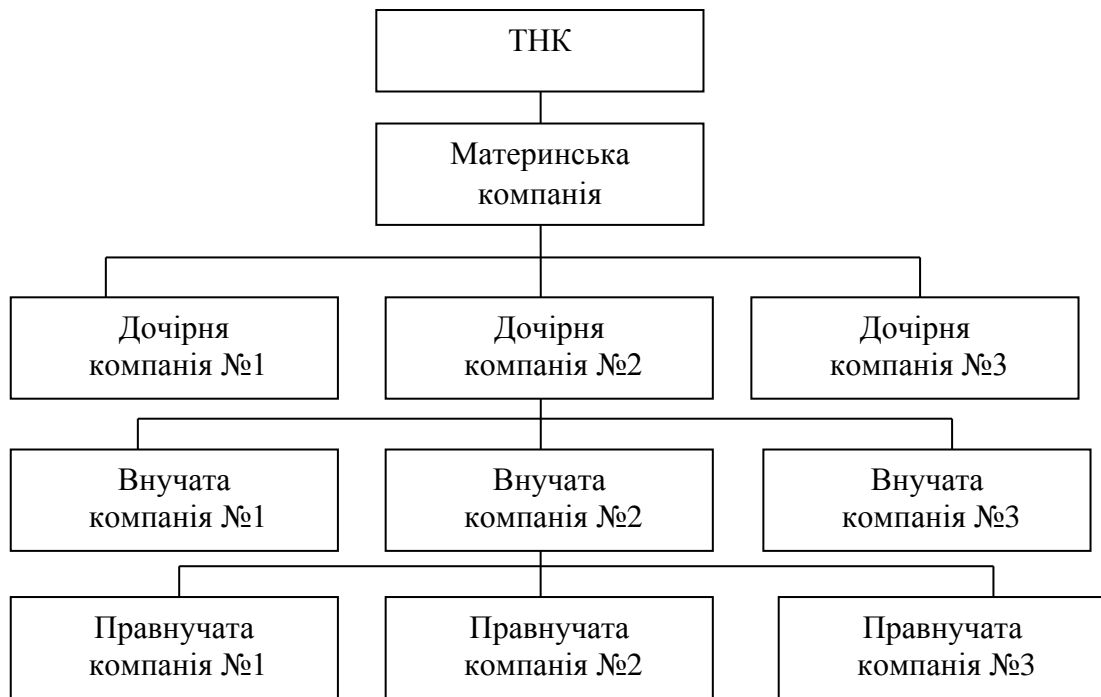 ТНК
Материнська
компанія
Дочірня
компанія №1
Дочірня
компанія №2
Дочірня
компанія №3
Внучата
компанія №1
Внучата
компанія №2
Внучата
компанія №3
Правнучата
компанія №1
Правнучата
компанія №2
Правнучата
компанія №3